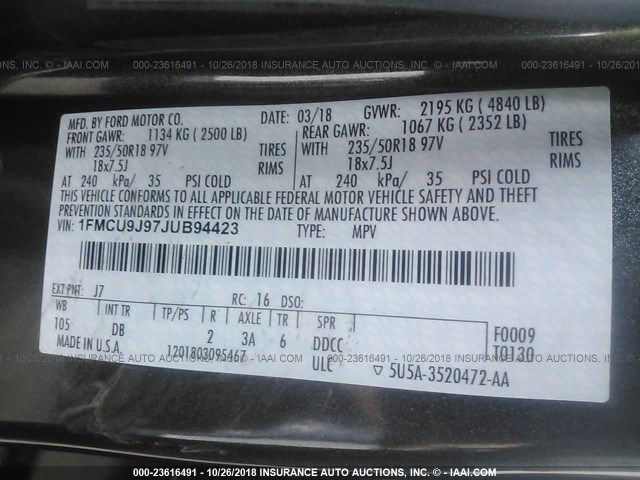 000-23616491 - 10/26/2018 - INSURANCE AUTO AUCTIONS, INC. - IAAI.COM
MFD. BY FORD MOTOR CO. DATE: 03/18 GVWR: 2195 KG ( 4840 LB)
FRONT GAWR: 1134 KG ( 2500 LB) REAR GAWR: 1067 KG ( 2352 LB)
WITH 235/50R18 97V TIRES WITH 235/50R18 97V TIRES
18x7.5J RIMS 18x7.5J RIMS
AT 240 kPa/ 35 PSI COLD AT 240 kPa/ 35 PSI COLD
THIS VEHICLE CONFORMS TO ALL APPLICABLE FEDERAL MOTOR VEHICLE SAFETY AND THEFT
PREVENTION STANDARDS IN EFFECT ON THE DATE OF MANUFACTURE SHOWN ABOVE.
VIN: 1FMCU9J97JUB94423 TYPE: MPV
EXT PNT: J7 RC: 16 DSO:
WB INT TR TP/PS R AXLE TR SPR
105 DB 2 3A 6 DDCC F0009
MADE IN U.S.A. 1201803095467 ULC T0130
▽ 5U5A-3520472-AA
000-23616491 - 10/26/2018 - INSURANCE AUTO AUCTIONS, INC. - IAAI.COM